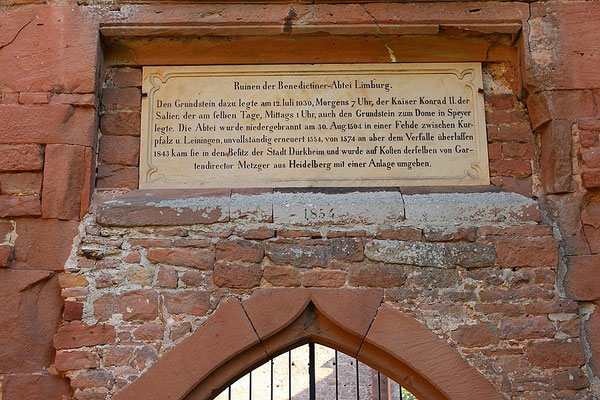 Ruinen der Benedictiner-Abtei Limburg.
Den Grundstein dazu legte am 12. Juli 1030, Morgens 7 Uhr, der Kaiser Konrad II. der
Salier, der am selben Tage, Mittags 1 Uhr, auch den Grundstein zum Dome in Speyer
legte. Die Abtei wurde niedergebrannt am 30. Aug 1504 in einer Fehde zwischen Kur-
pfalz u. Leiningen, unvollständig erneuert 1554, von 1574 an aber dem Verfalle überlassen
1843 kam sie in den Besitz der Stadt Dürkheim und wurde auf Kosten derselben von Gar-
tendirector Metzger aus Heidelberg mit einer Anlage umgeben.
1554